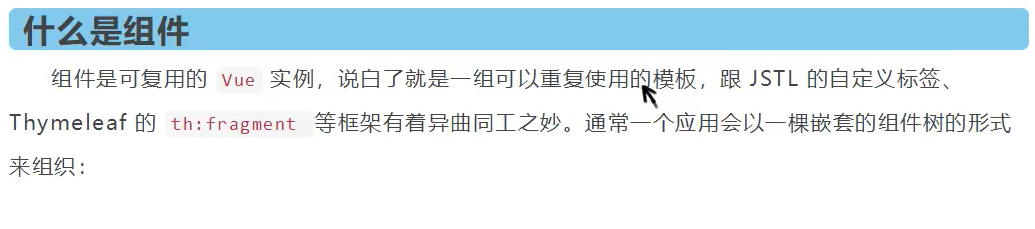 什么是组件
组件是可复用的 Vue 实例，说白了就是一组可以重复使用的模板，跟 JSTL 的自定义标签、
Thymeleaf 的 th:fragment 等框架有着异曲同工之妙。通常一个应用会以一棵嵌套的组件树的形式
来组织：